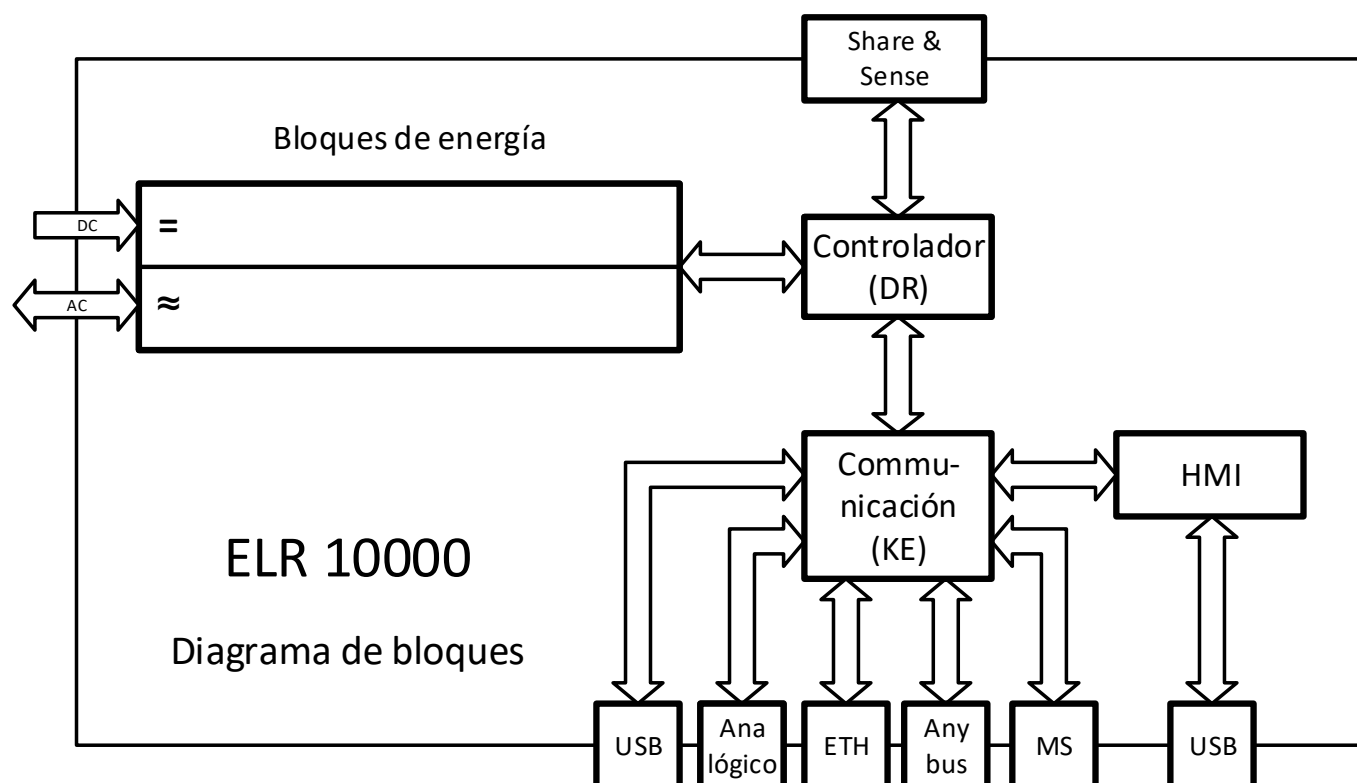 Share &
Sense
Bloques de energía
DC
=
Controlador
(DR)
AC
≈
Commu-
nicación
(KE)
HMI
ELR 10000
Diagrama de bloques
USB
Ana
lógico
ETH
Any
bus
MS
USB